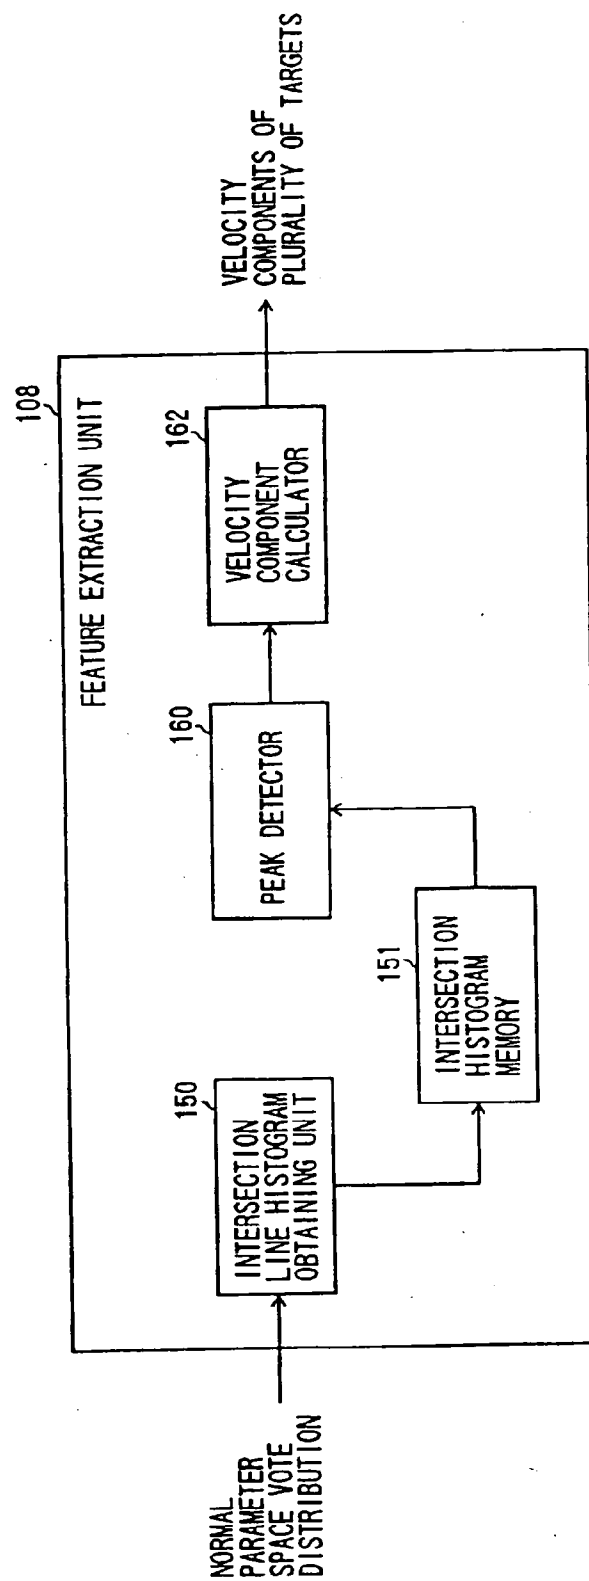 108
FEATURE EXTRACTION UNIT
NORMAL
PARAMETER
SPACE VOTE
DISTRIBUTION
150
INTERSECTION
LINE HISTOGRAM
OBTAINING UNIT
151
INTERSECTION
HISTOGRAM
MEMORY
160
PEAK DETECTOR
162
VELOCITY
COMPONENT
CALCULATOR
VELOCITY
COMPONENTS OF
PLURALITY OF TARGETS